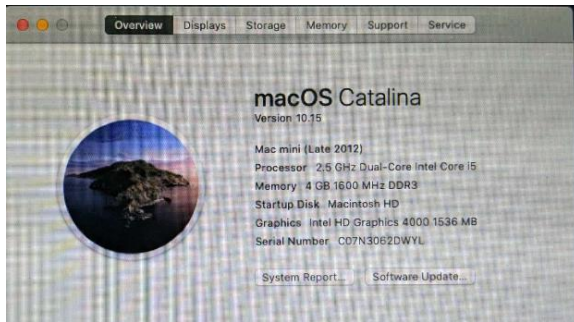 Overview Displays Storage Memory Support Service
macOS Catalina
Version 10.15
Mac mini (Late 2012)
Processor 2.5 GHz Dual-Core Intel Core i5
Memory 4 GB 1600 MHz DDR3
Startup Disk Macintosh HD
Graphics Intel HD Graphics 4000 1536 MB
Serial Number C07N3062DWYL
System Report... Software Update...